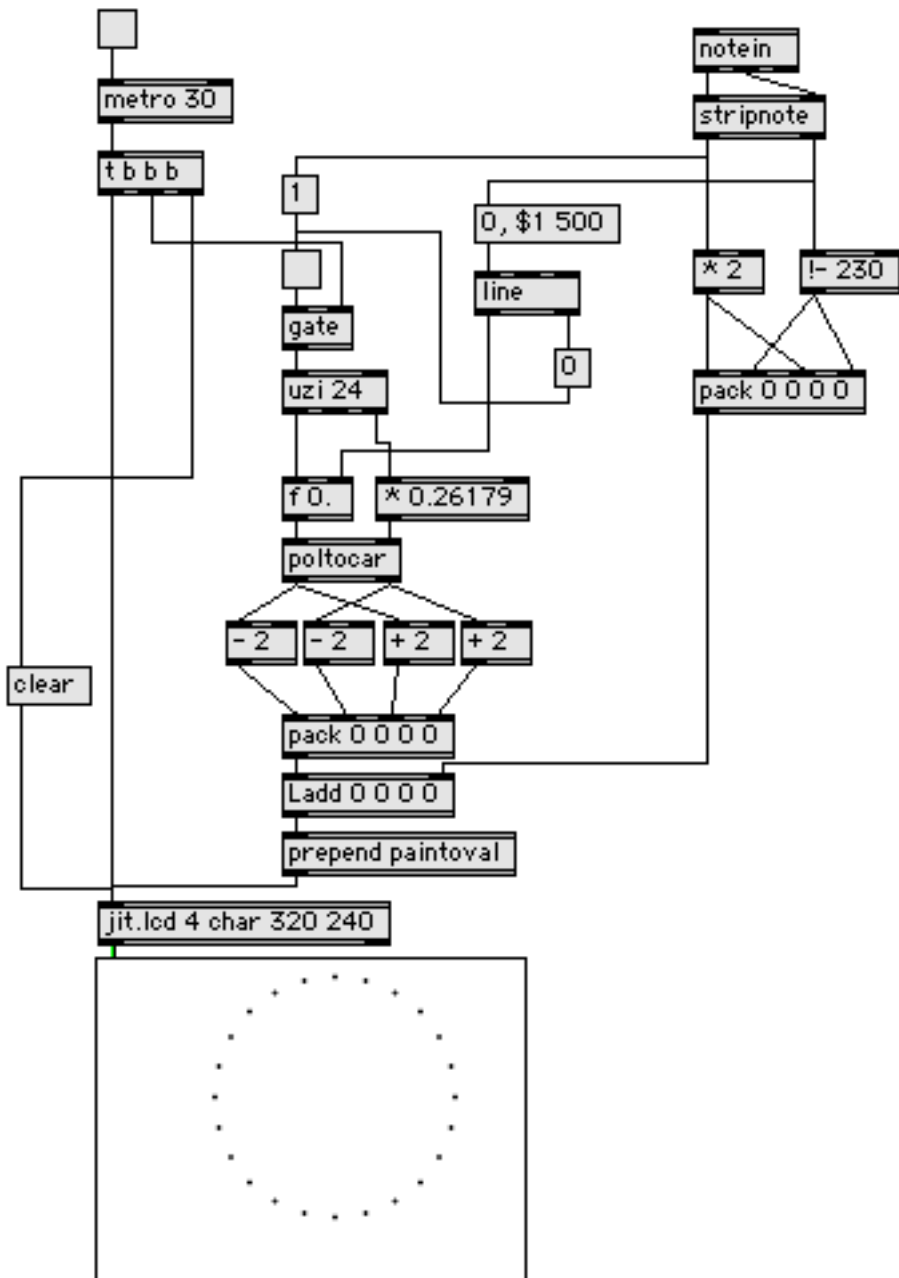 notein
metro 30
stripnote
t b b b
1
0, $1 500
* 2
!- 230
line
gate
0
uzi 24
pack 0 0 0 0
f 0.
* 0.26179
poltocar
- 2
- 2
+ 2
+ 2
clear
pack 0 0 0 0
Ladd 0 0 0 0
prepend paintoval
jit.lcd 4 char 320 240